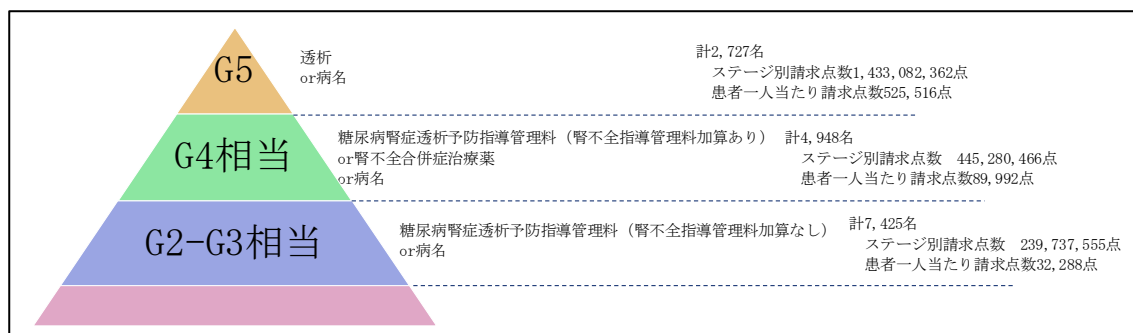 G5
透析
or病名
計2,727名
ステージ別請求点数1,433,082,362点
患者一人当たり請求点数525,516点
G4相当
糖尿病腎症透析予防指導管理料（腎不全指導管理料加算あり）
or腎不全合併症治療薬
or病名
計4,948名
ステージ別請求点数　445,280,466点
患者一人当たり請求点数89,992点
G2-G3相当
糖尿病腎症透析予防指導管理料（腎不全指導管理料加算なし）
or病名
計7,425名
ステージ別請求点数　239,737,555点
患者一人当たり請求点数32,288点